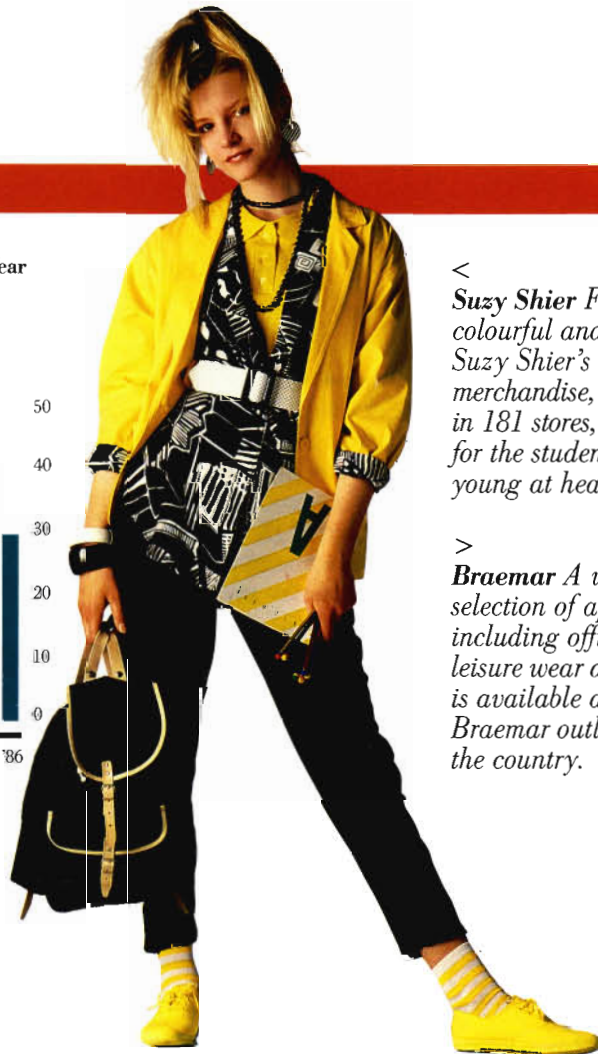 ear
50
40
30
20
10
0
'86
A
<
Suzy Shier F
colourful and
Suzy Shier's
merchandise,
in 181 stores,
for the studen
young at hea
>
Braemar A
selection of a
including offi
leisure wear o
is available a
Braemar outl
the country.